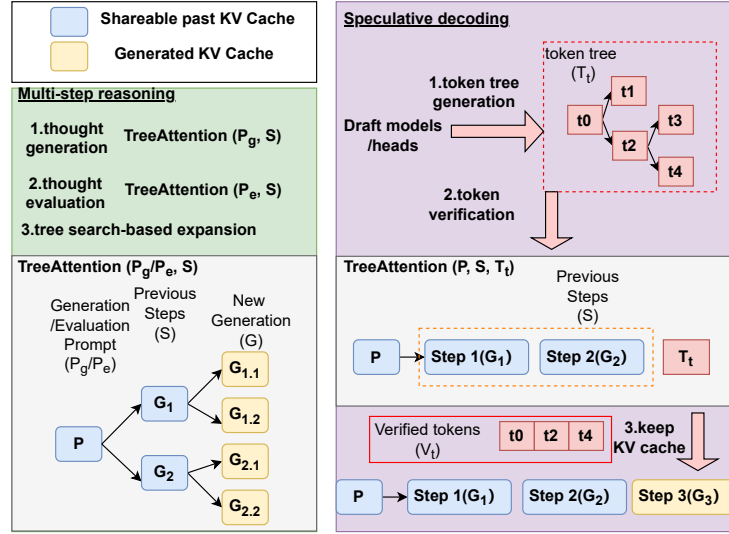 Shareable past KV Cache
Generated KV Cache
Multi-step reasoning
1.thought
generation
TreeAttention (Pg, S)
2.thought
evaluation
TreeAttention (Pe, S)
3.tree search-based expansion
TreeAttention (Pg/Pe, S)
Generation
/Evaluation
Prompt
(Pg/Pe)
Previous
Steps
(S)
New
Generation
(G)
P
G1
G2
G1.1
G1.2
G2.1
G2.2
Speculative decoding
token tree
(Tt)
1.token tree
generation
Draft models
/heads
t0
t1
t2
t3
t4
2.token
verification
TreeAttention (P, S, Tt)
Previous
Steps
(S)
P
Step 1(G1)
Step 2(G2)
Tt
Verified tokens
(Vt)
t0
t2
t4
3.keep
KV cache
P
Step 1(G1)
Step 2(G2)
Step 3(G3)